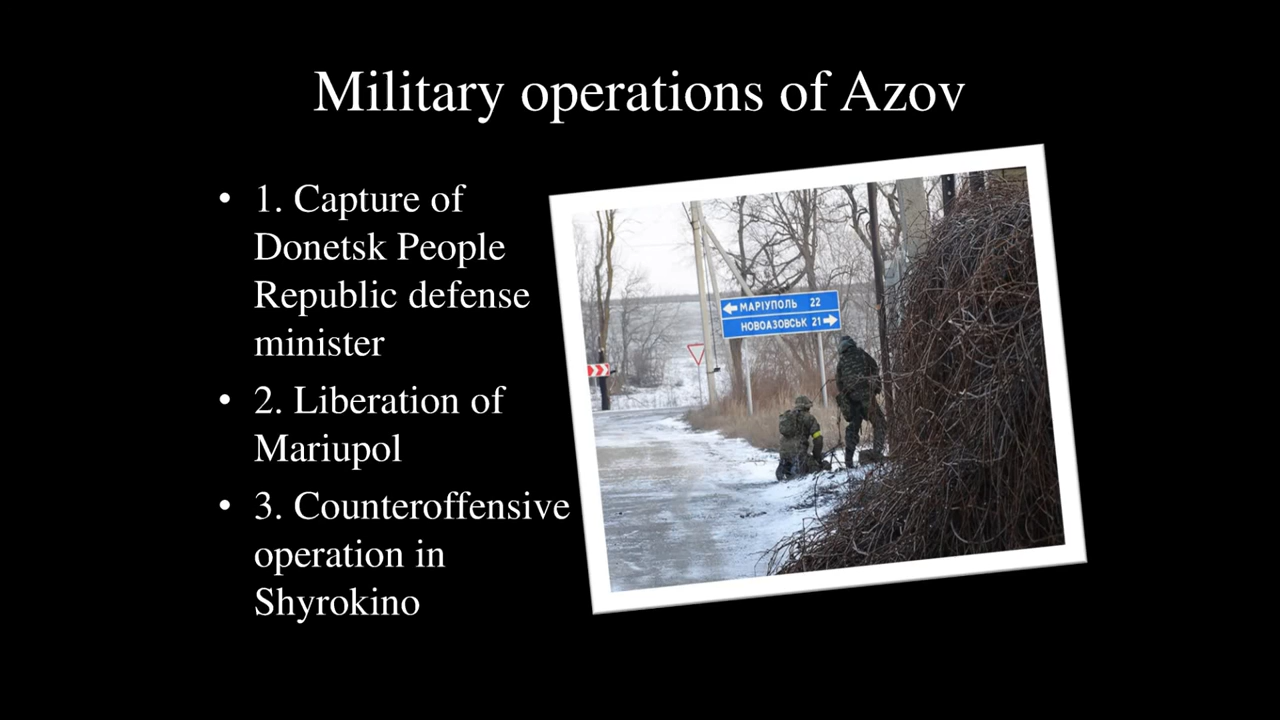 Military operations of Azov
• 1. Capture of
Donetsk People
Republic defense
minister
• 2. Liberation of
Mariupol
• 3. Counteroffensive
operation in
Shyrokino
МАРІУПОЛЬ 22
НОВОАЗОВСЬК 21